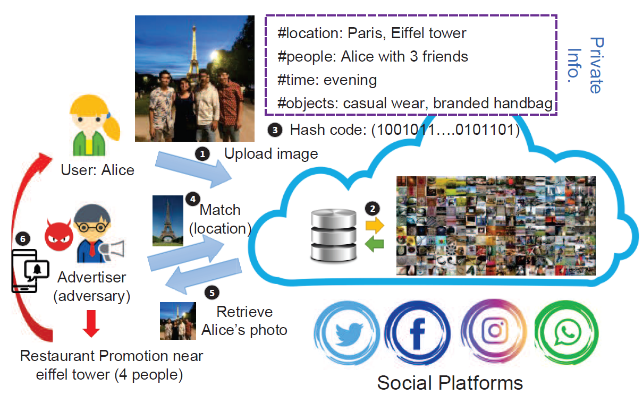 #location: Paris, Eiffel tower
#people: Alice with 3 friends
#time: evening
#objects: casual wear, branded handbag
Private
Info.
3 Hash code: (1001011....0101101)
1 Upload image
User: Alice
4 Match
(location)
2
6
Advertiser
(adversary)
5 Retrieve
Alice's photo
Restaurant Promotion near
eiffel tower (4 people)
Social Platforms